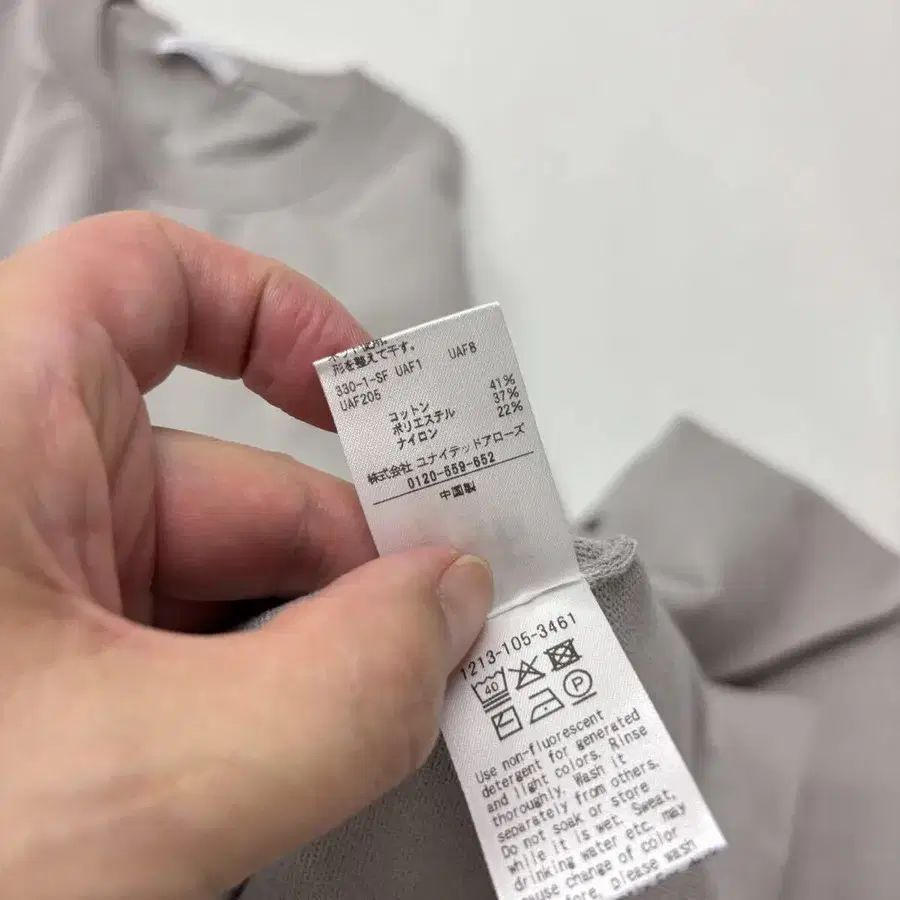 形を整えて干す。
330-1-SF UAF1 UAF8
UAF205
コットン 41%
ポリエステル 37%
ナイロン 22%
株式会社 ユナイテッドアローズ
0120-559-652
中国製
1213-105-3461
40 P
Use non-fluorescent
detergent for generated
and light colors. Rinse
thoroughly. Wash it
separately from others.
Do not soak or store
while it is wet. Sweat,
drinking water etc. may
cause change of color
fore, please wash